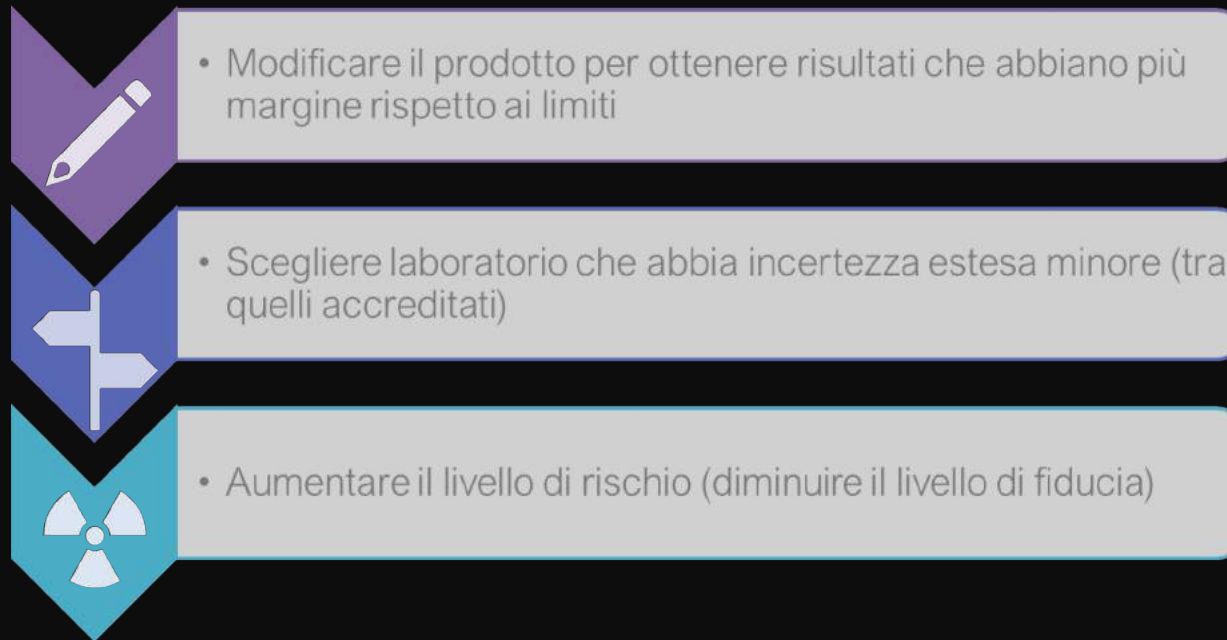 • Modificare il prodotto per ottenere risultati che abbiano più
margine rispetto ai limiti
• Scegliere laboratorio che abbia incertezza estesa minore (tra
quelli accreditati)
• Aumentare il livello di rischio (diminuire il livello di fiducia)